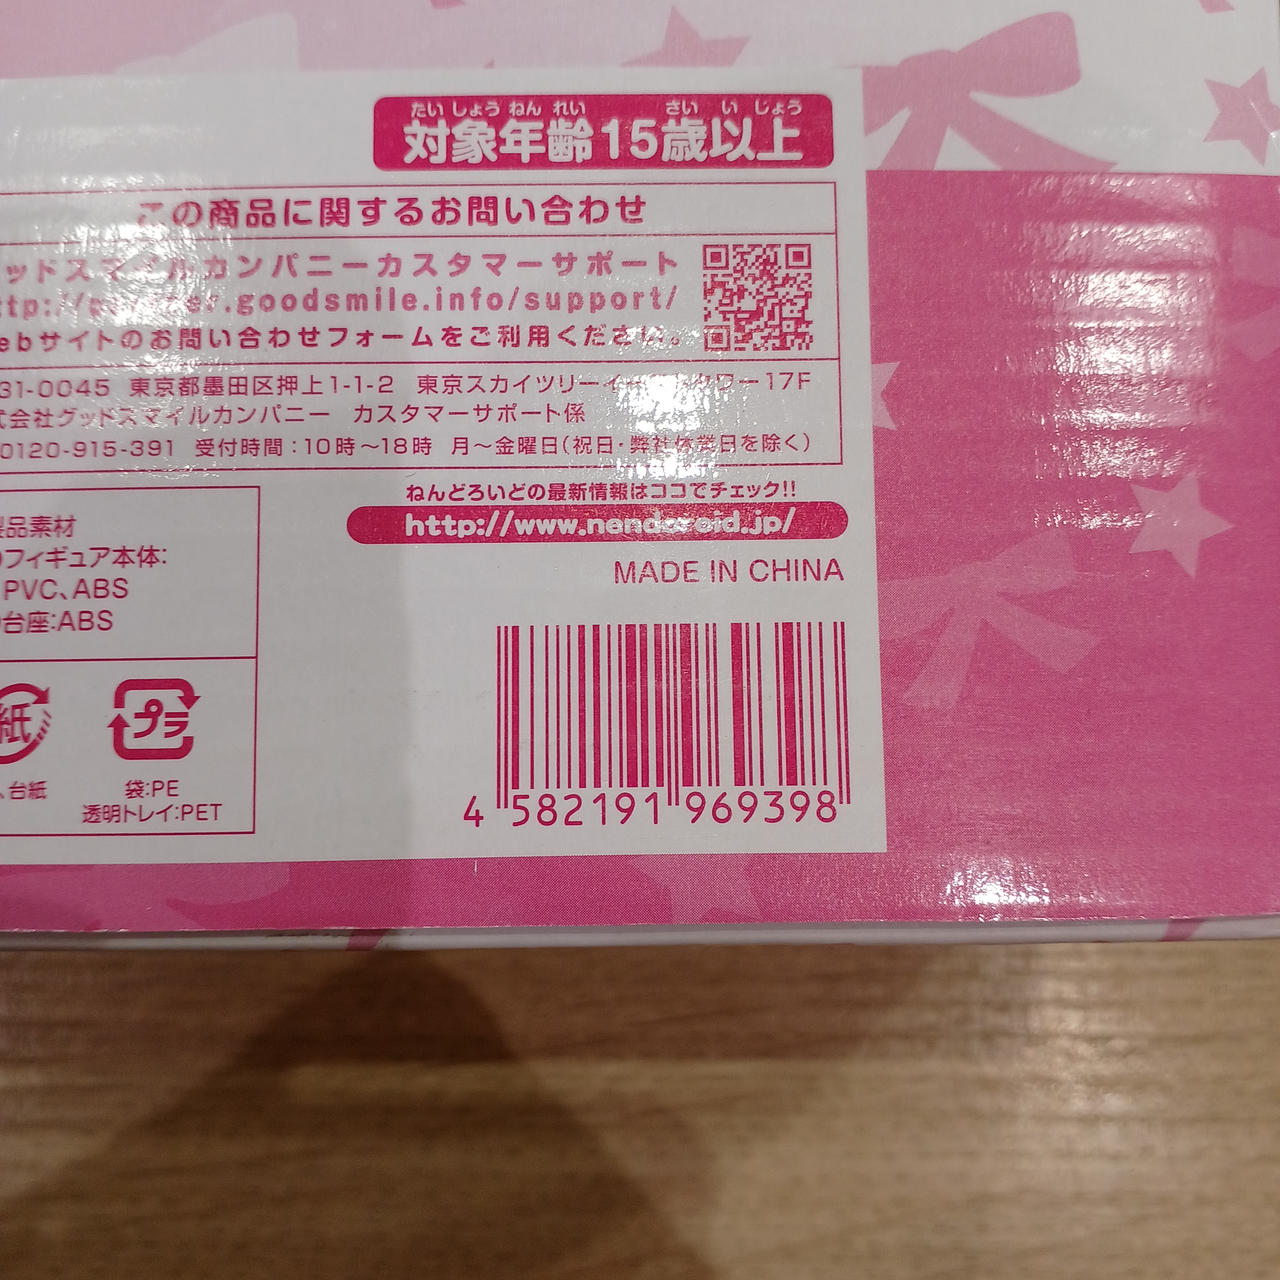 たいしょうねんれい さいいじょう
対象年齢15歳以上
この商品に関するお問い合わせ
ッドスマイルカンパニーカスタマーサポート
goodsmile.info/support/
ebサイトのお問い合わせフォームをご利用ください。
31-0045 東京都墨田区押上1-1-2 東京スカイツリーイーストタワー17F
式会社グッドスマイルカンパニー カスタマーサポート係
0120-915-391 受付時間：10時～18時 月～金曜日（祝日・弊社休業日を除く）
ねんどろいどの最新情報はココでチェック!!
http://www.nendoroid.jp/
MADE IN CHINA
製品素材
フィギュア本体：
PVC、ABS
台座：ABS
紙
プラ
、台紙
袋：PE
透明トレイ：PET
4 582191 969398